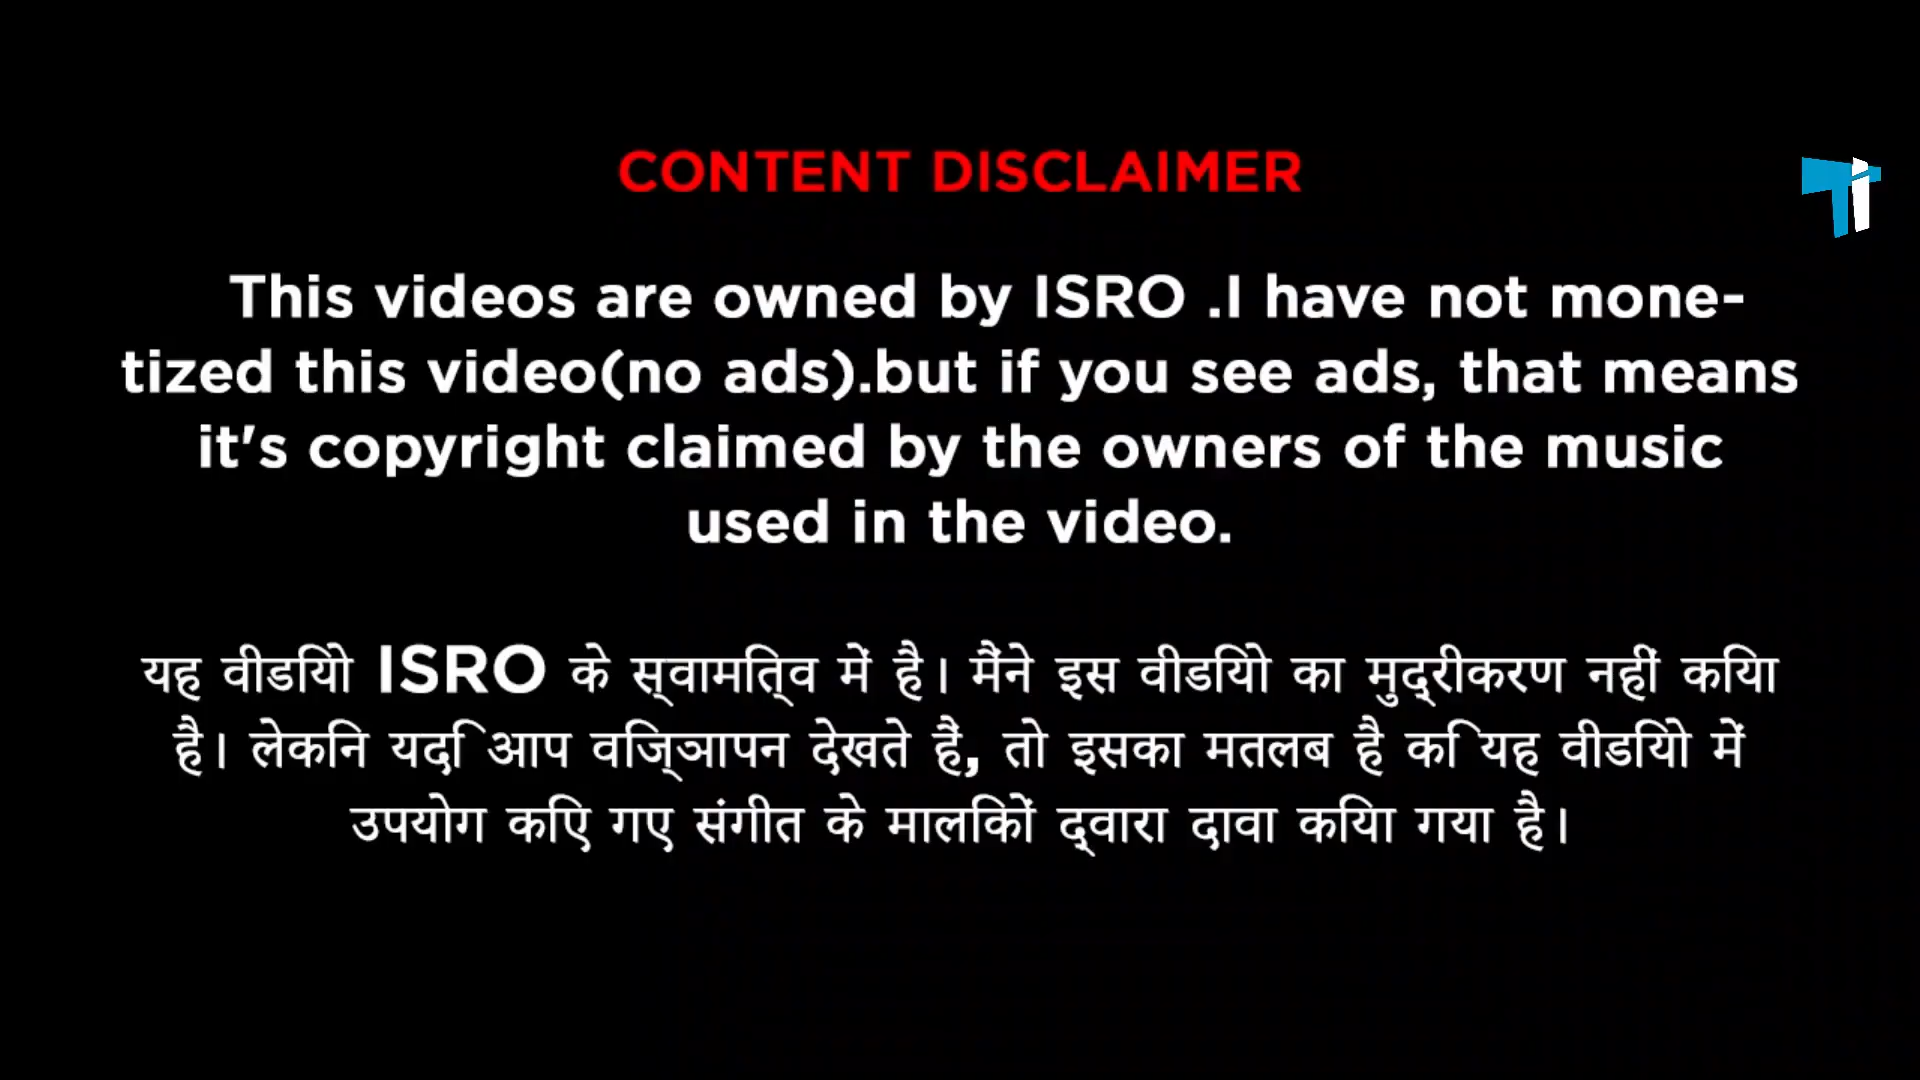 CONTENT DISCLAIMER
This videos are owned by ISRO .I have not mone-
tized this video(no ads).but if you see ads, that means
it's copyright claimed by the owners of the music
used in the video.
यह वीडियो ISRO के स्वामित्व में है। मैंने इस वीडियो का मुद्रीकरण नहीं किया
है। लेकिन यदि आप विज्ञापन देखते हैं, तो इसका मतलब है कि यह वीडियो में
उपयोग किए गए संगीत के मालिकों द्वारा दावा किया गया है।
Ti